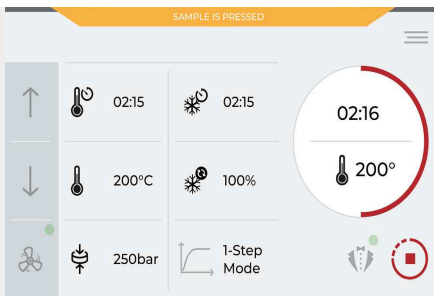 SAMPLE IS PRESSED
02:15
02:15
02:16
200°C
100%
200°
250bar
1-Step
Mode